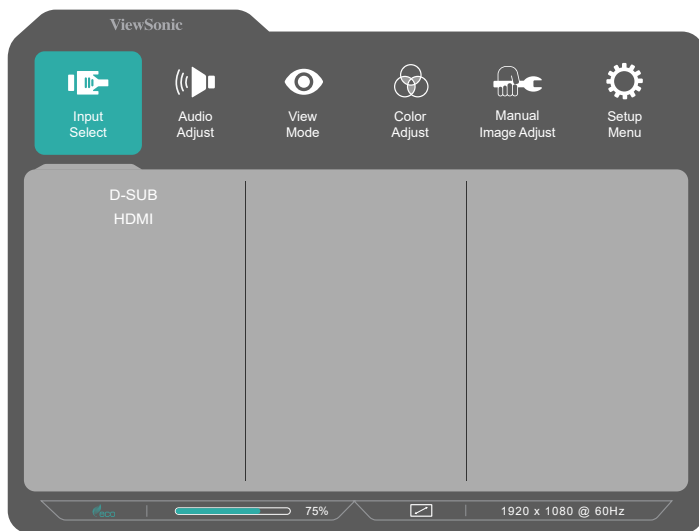 ViewSonic
Input
Select
Audio
Adjust
View
Mode
Color
Adjust
Manual
Image Adjust
Setup
Menu
D-SUB
HDMI
eco
75%
1920 x 1080 @ 60Hz